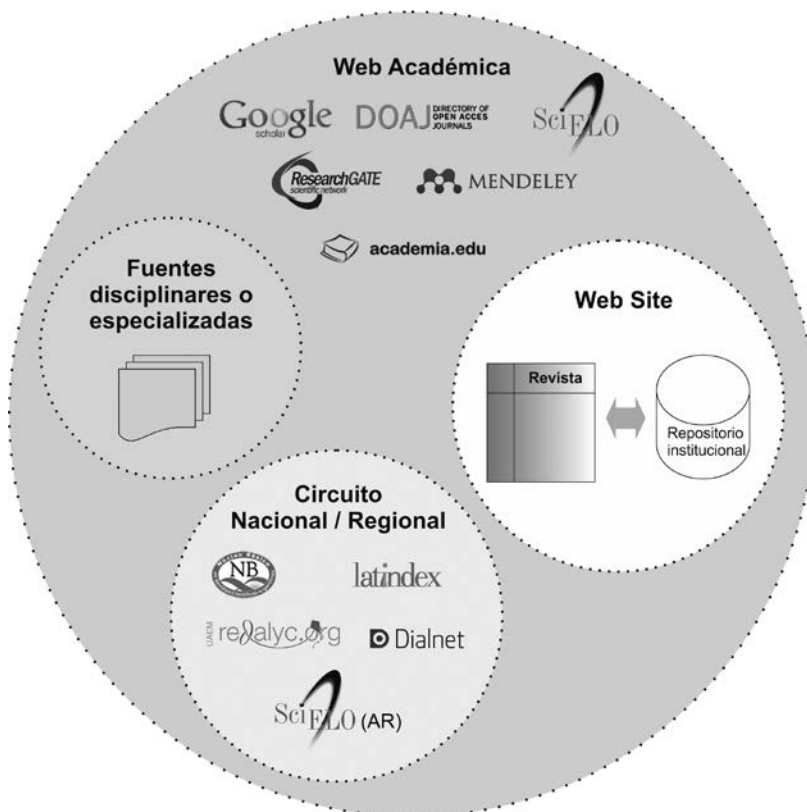 Web Académica
Google
scholar
DOAJ DIRECTORY OF
OPEN ACCES
JOURNALS
SciELO
ResearchGATE
scientific network
MENDELEY
academia.edu
Fuentes
disciplinares o
especializadas
Web Site
Revista
Repositorio
institucional
Circuito
Nacional / Regional
NB
latindex
UAEM
redalyc.org
Dialnet
SciELO (AR)